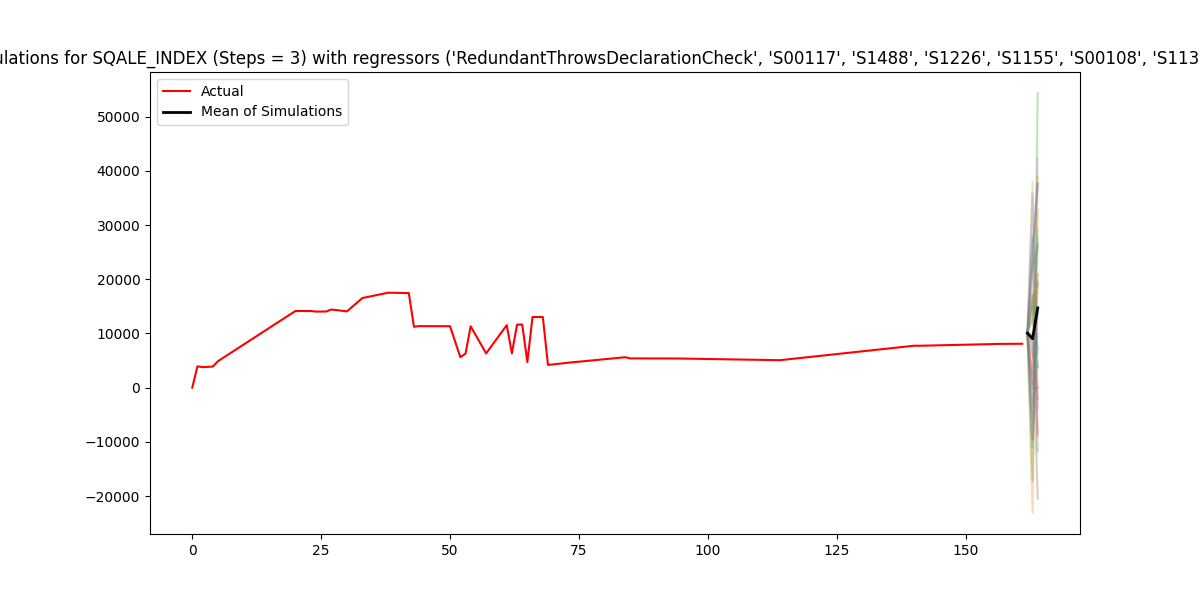 ulations for SQALE_INDEX (Steps = 3) with regressors ('RedundantThrowsDeclarationCheck', 'S00117', 'S1488', 'S1226', 'S1155', 'S00108', 'S113
Actual
Mean of Simulations
50000
40000
30000
20000
10000
0
−10000
−20000
0 25 50 75 100 125 150